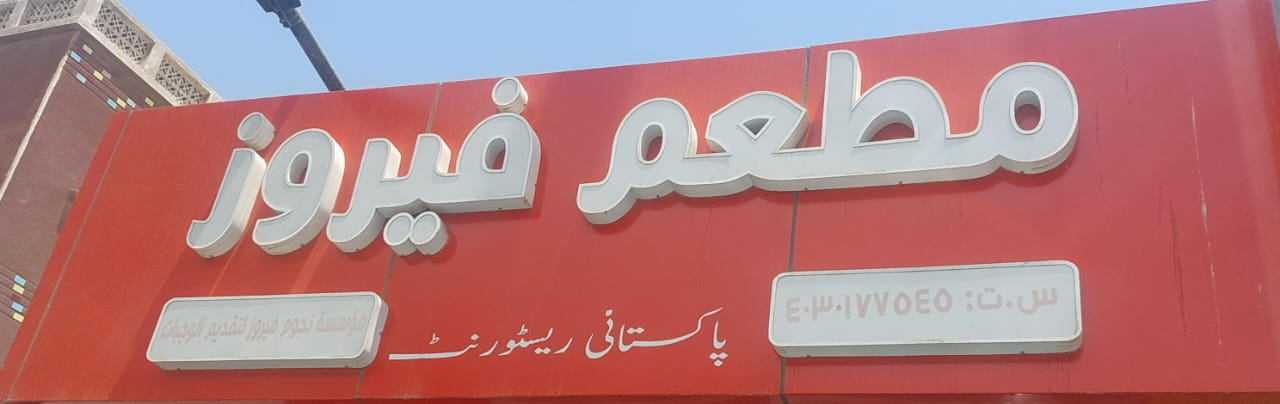 مطعم فيروز
س.ت: ٤٠٣٠١٧٧٥٤٥
پاکستانی ریسٹورنٹ
مؤسسة نجوم فيروز لتقديم الوجبات